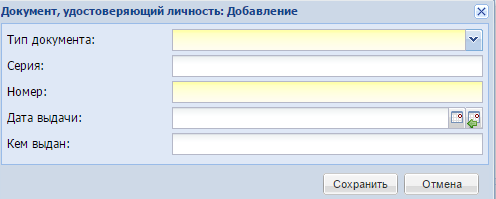 Документ, удостоверяющий личность: Добавление
Тип документа:
Серия:
Номер:
Дата выдачи:
Кем выдан:
Сохранить Отмена